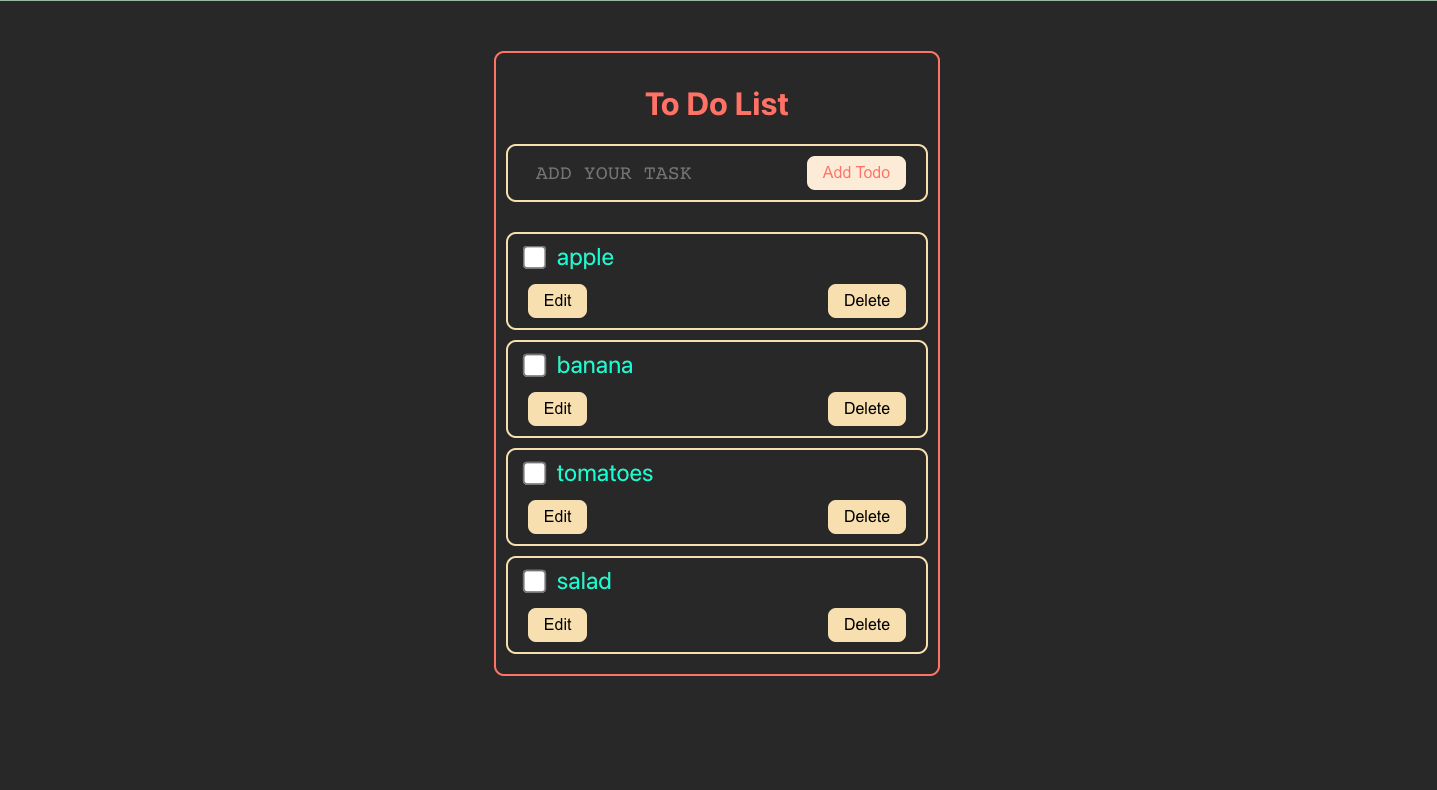 To Do List
ADD YOUR TASK Add Todo
apple
Edit Delete
banana
Edit Delete
tomatoes
Edit Delete
salad
Edit Delete